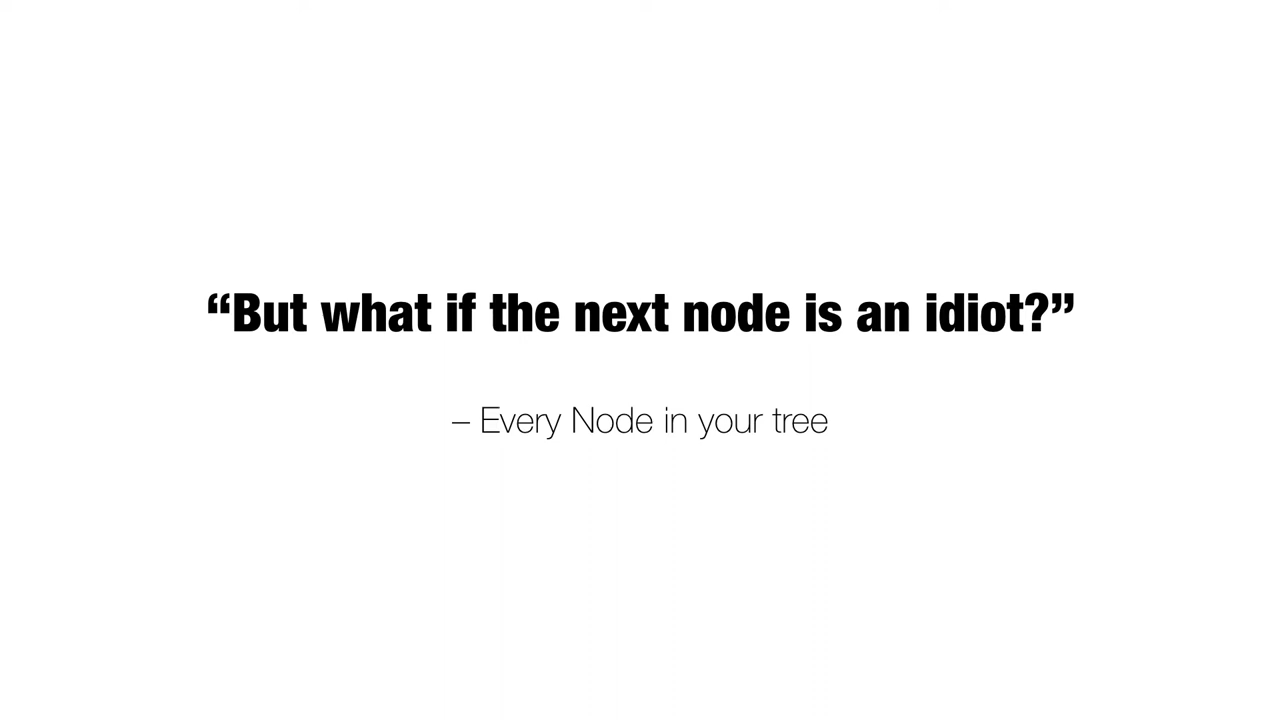 “But what if the next node is an idiot?”
– Every Node in your tree